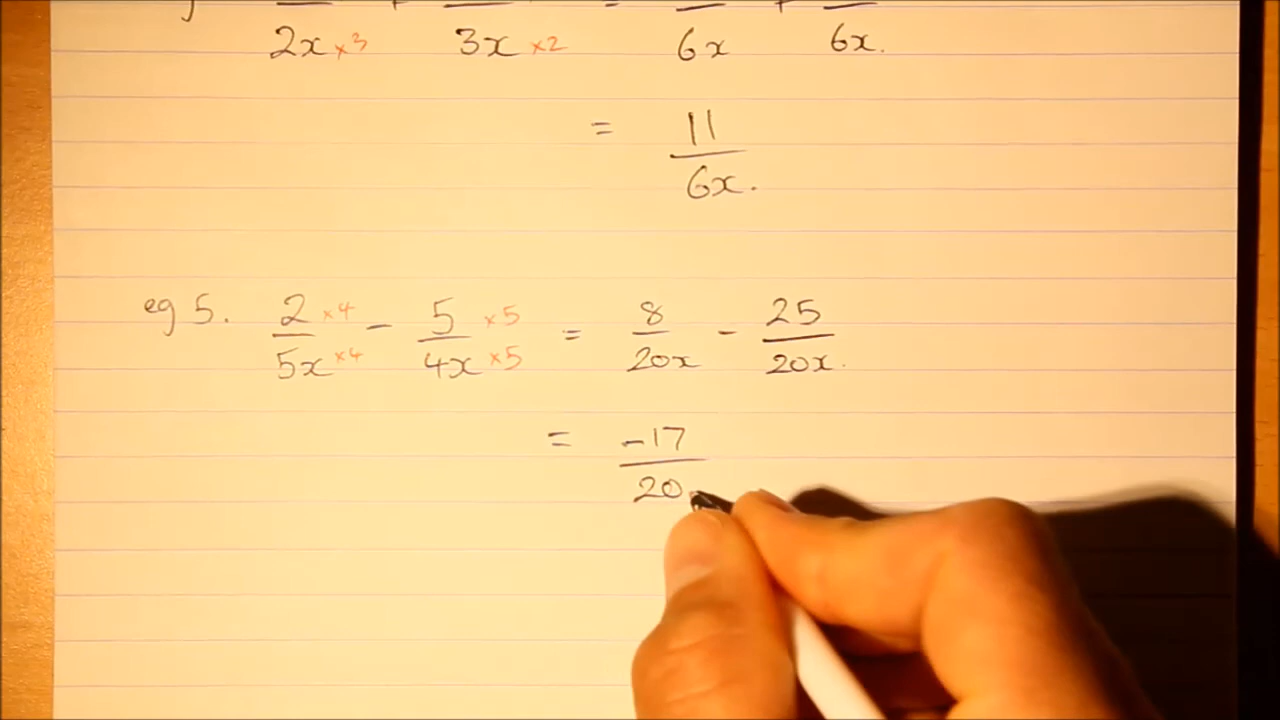 2x ×3 3x ×2 6x 6x.
= 11/6x.
eg 5. 2 ×4/5x ×4 - 5 ×5/4x ×5 = 8/20x - 25/20x.
= -17/20